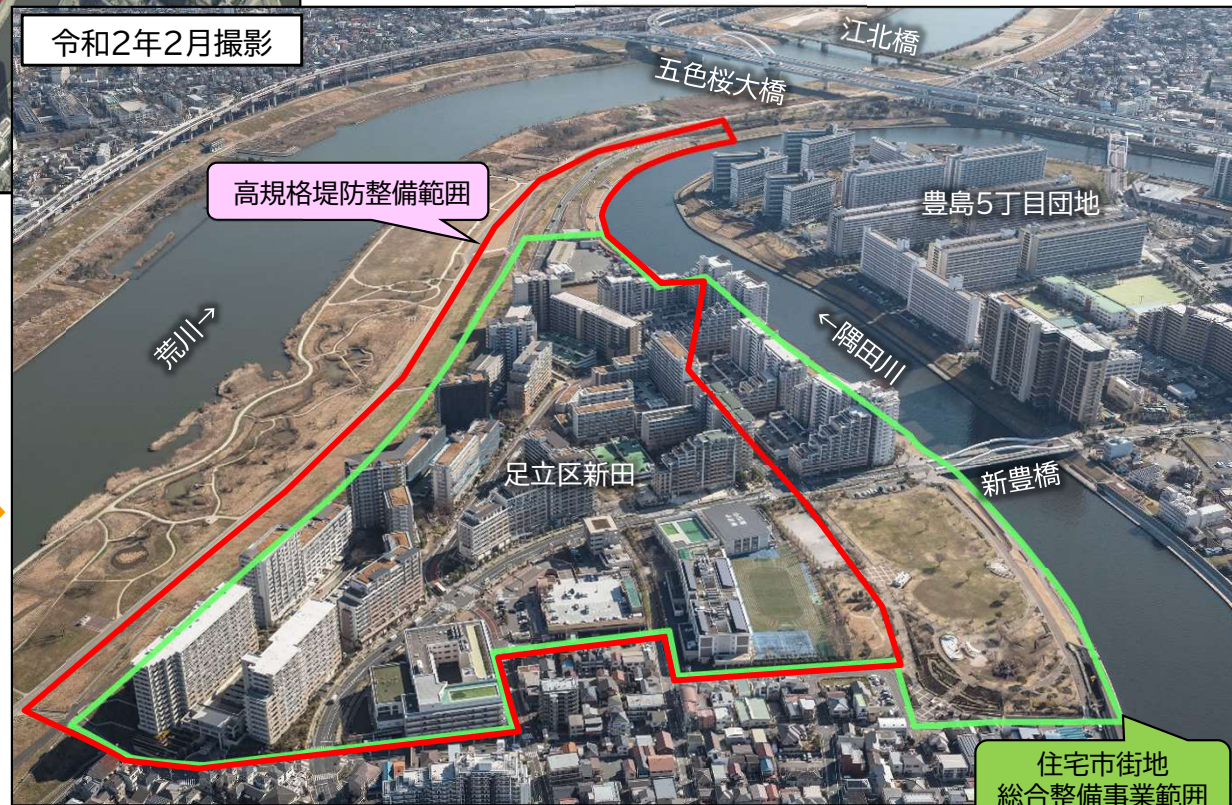 令和2年2月撮影
江北橋
五色桜大橋
高規格堤防整備範囲
豊島5丁目団地
荒川→
←隅田川
足立区新田
新豊橋
住宅市街地
総合整備事業範囲